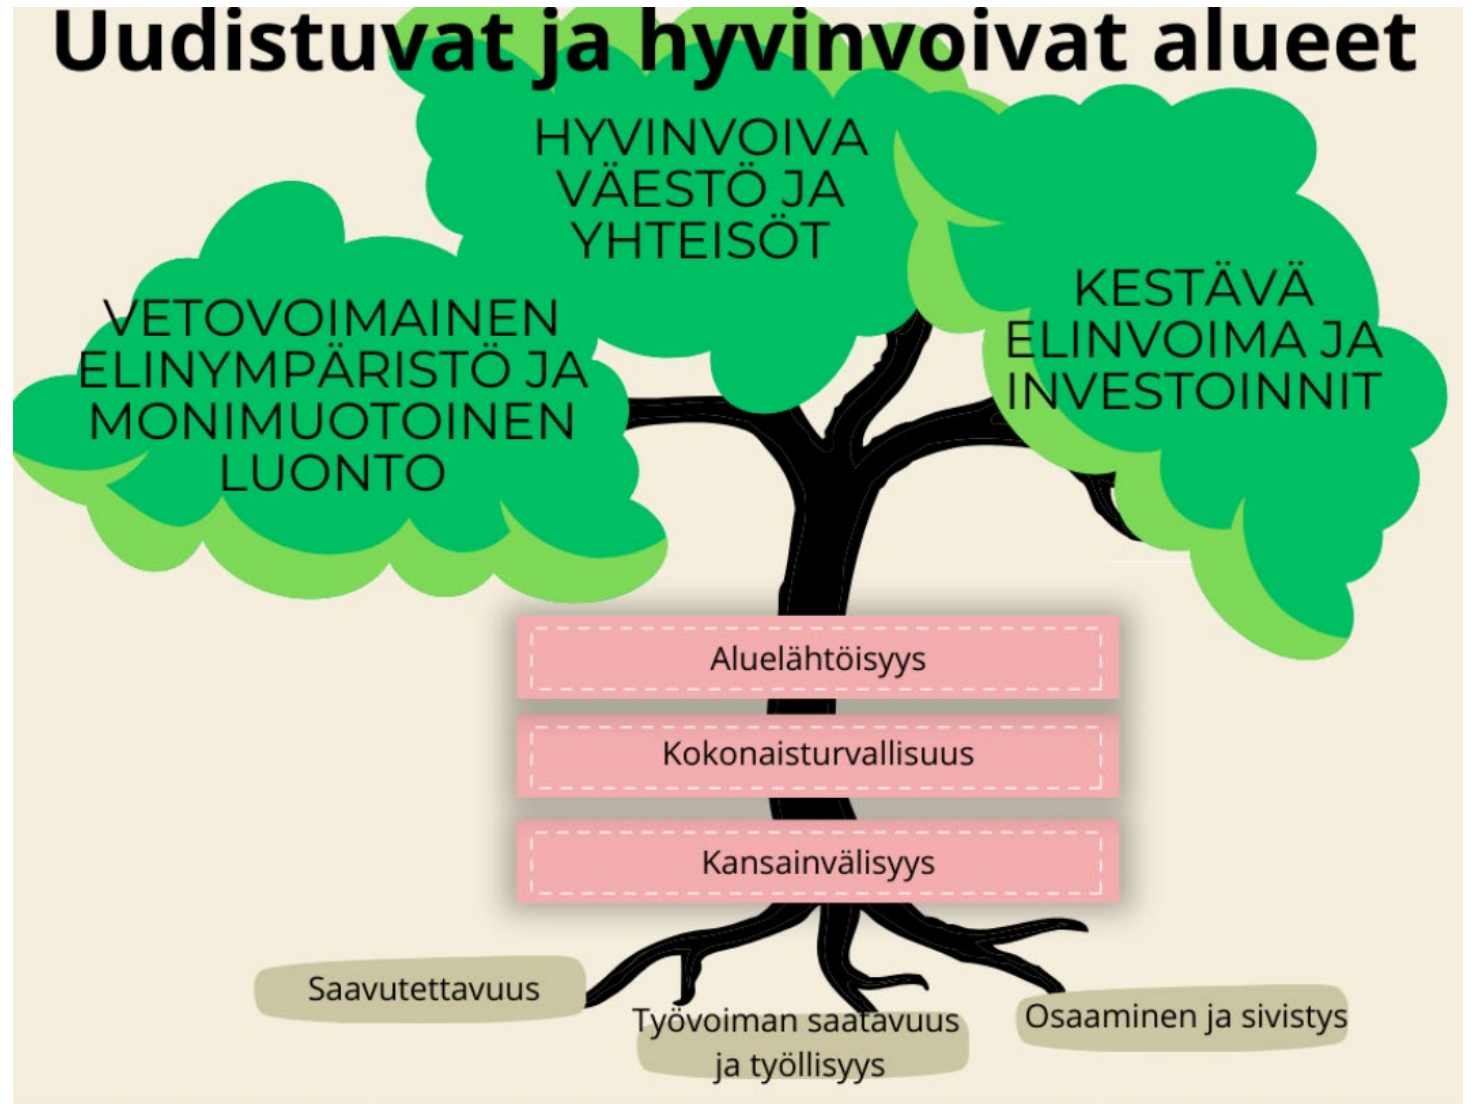 Uudistuvat ja hyvinvoivat alueet
HYVINVOIVA
VÄESTÖ JA
YHTEISÖT
VETOVOIMAINEN
ELINYMPÄRISTÖ JA
MONIMUOTOINEN
LUONTO
KESTÄVÄ
ELINVOIMA JA
INVESTOINNIT
Aluelähtöisyys
Kokonaisturvallisuus
Kansainvälisyys
Saavutettavuus
Työvoiman saatavuus
ja työllisyys
Osaaminen ja sivistys